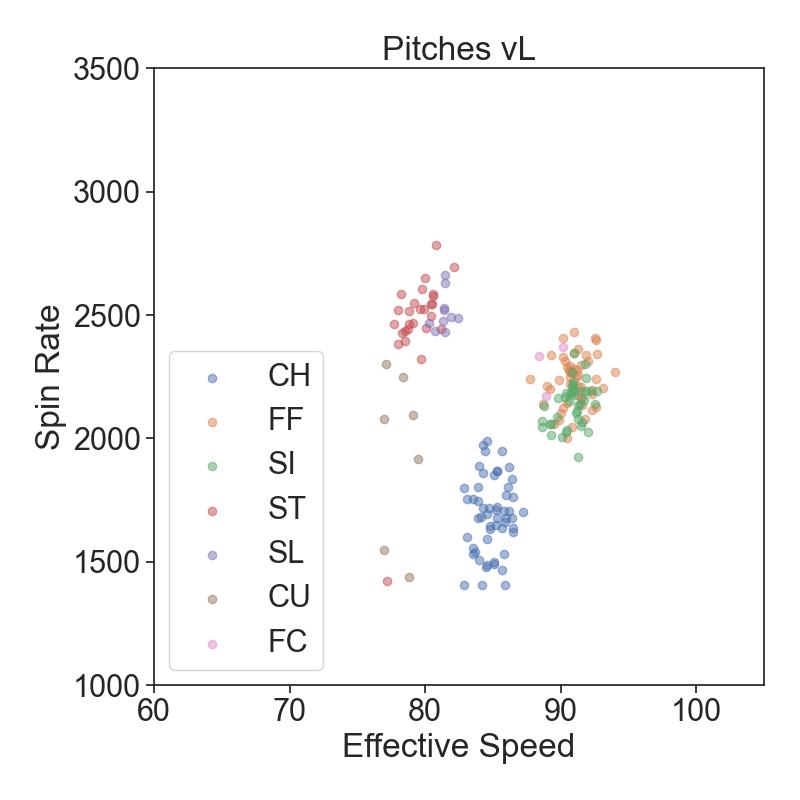 Pitches vL
3500
3000
2500
2000
1500
1000
Spin Rate
CH
FF
SI
ST
SL
CU
FC
60 70 80 90 100
Effective Speed